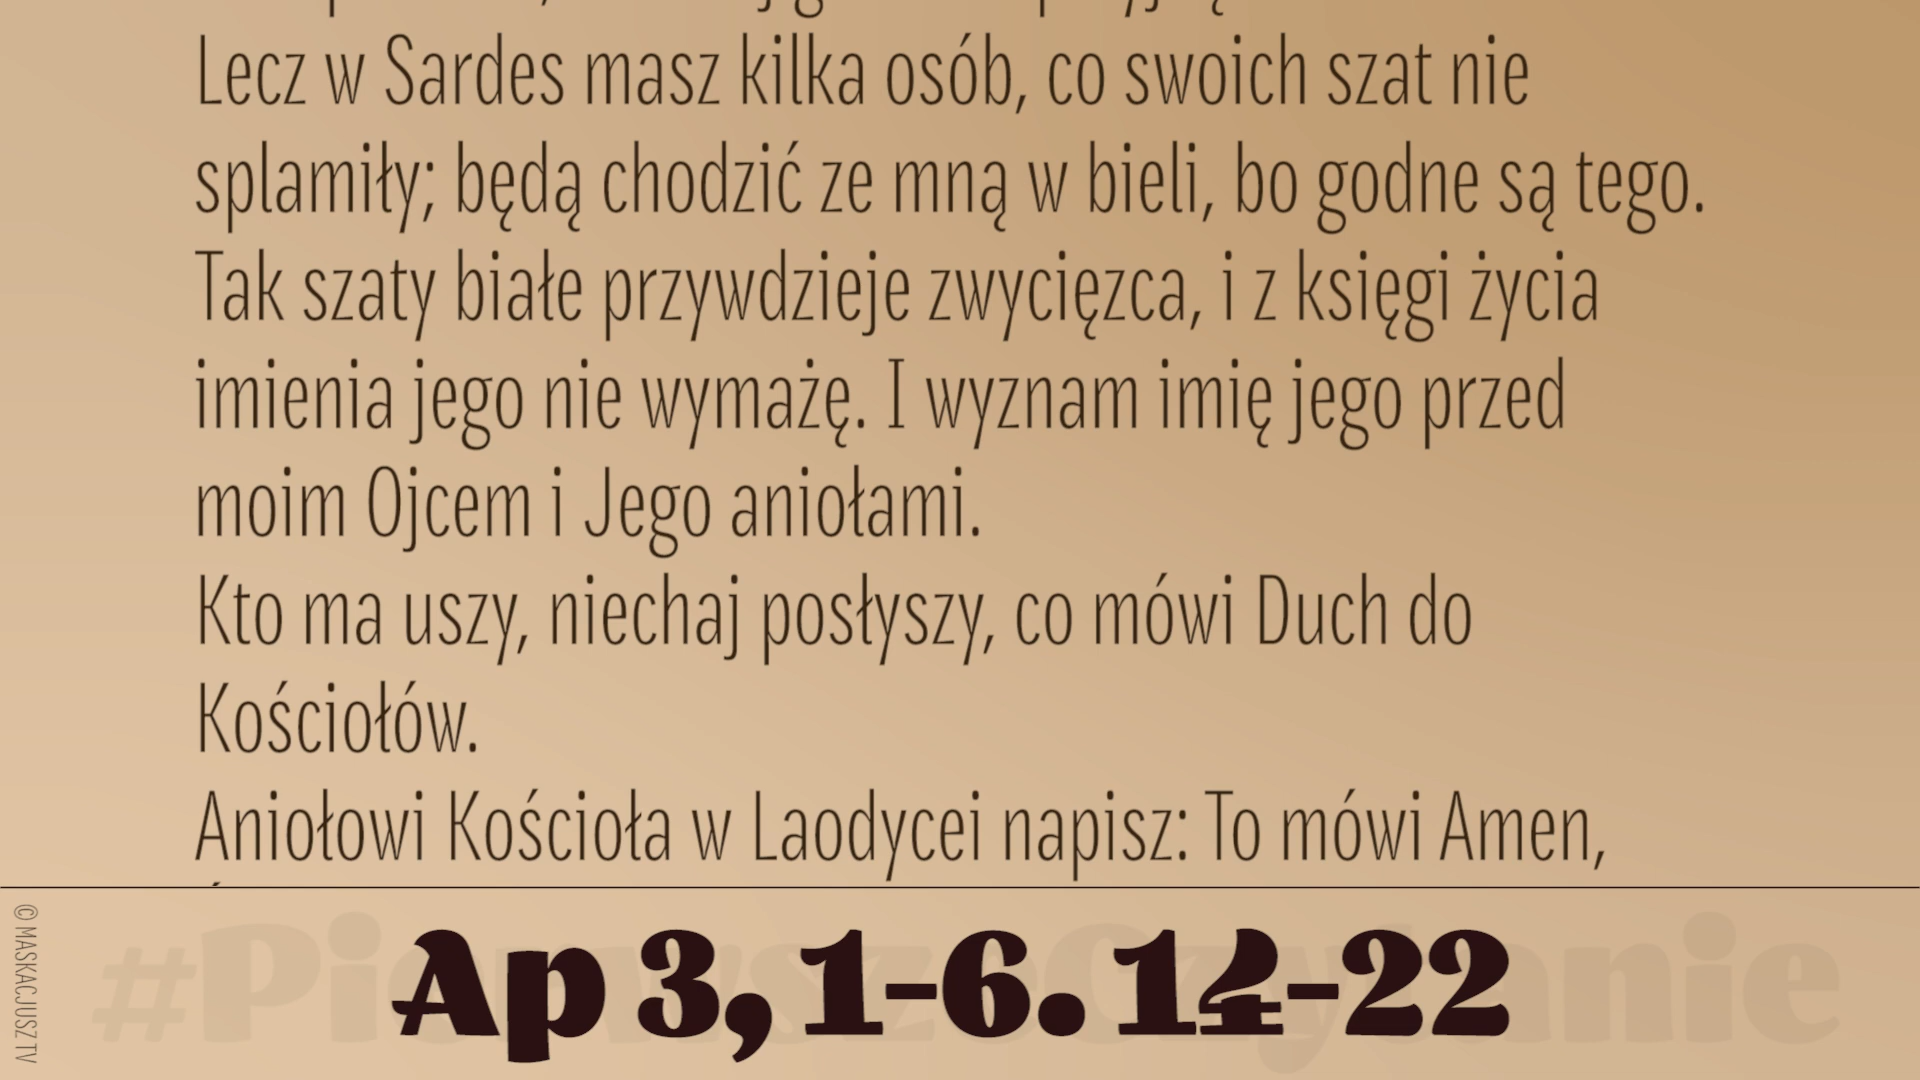 Lecz w Sardes masz kilka osób, co swoich szat nie
splamiły; będą chodzić ze mną w bieli, bo godne są tego.
Tak szaty białe przywdzieje zwycięzca, i z księgi życia
imienia jego nie wymażę. I wyznam imię jego przed
moim Ojcem i Jego aniołami.
Kto ma uszy, niechaj posłyszy, co mówi Duch do
Kościołów.
Aniołowi Kościoła w Laodycei napisz: To mówi Amen,
#PierwszeCzytanie
Ap 3, 1-6. 14-22
© MASKACJUSZ TV